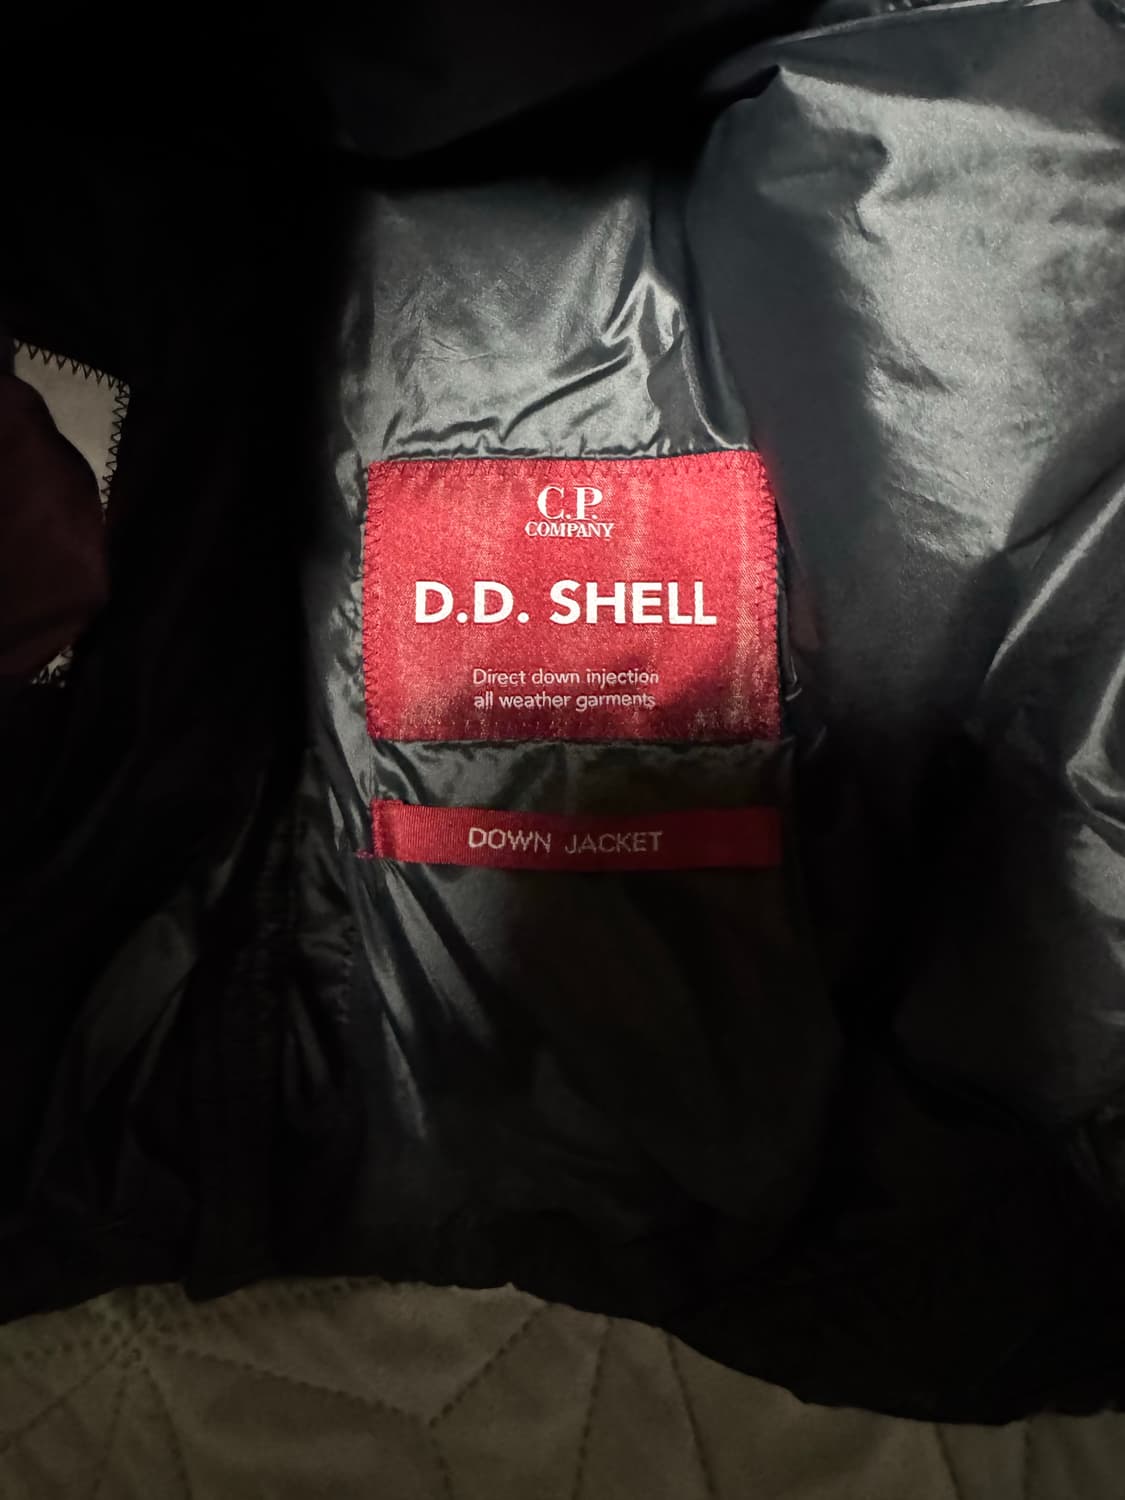 C.P.
COMPANY
D.D. SHELL
Direct down injection
all weather garments
DOWN JACKET